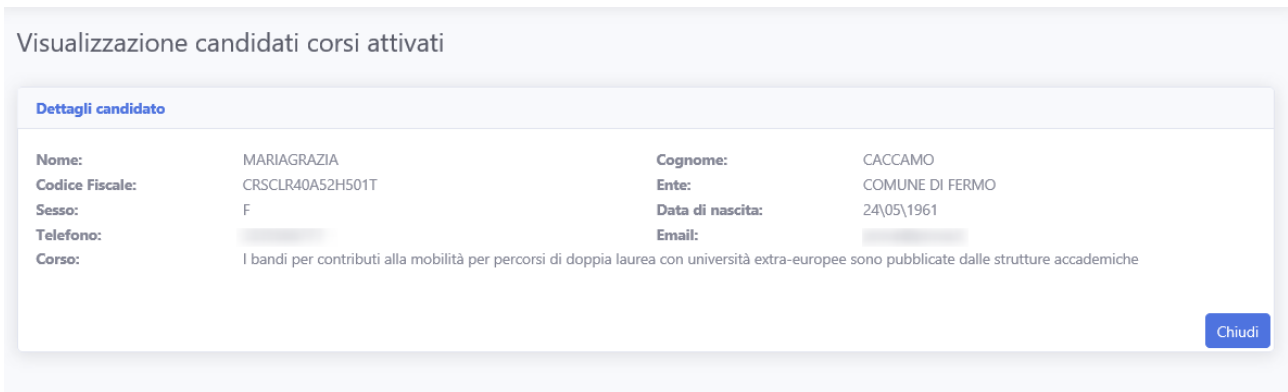 Visualizzazione candidati corsi attivati
Dettagli candidato
Nome: MARIAGRAZIA Cognome: CACCAMO
Codice Fiscale: CRSCLR40A52H501T Ente: COMUNE DI FERMO
Sesso: F Data di nascita: 24\05\1961
Telefono: Email:
Corso: I bandi per contributi alla mobilità per percorsi di doppia laurea con università extra-europee sono pubblicate dalle strutture accademiche
Chiudi